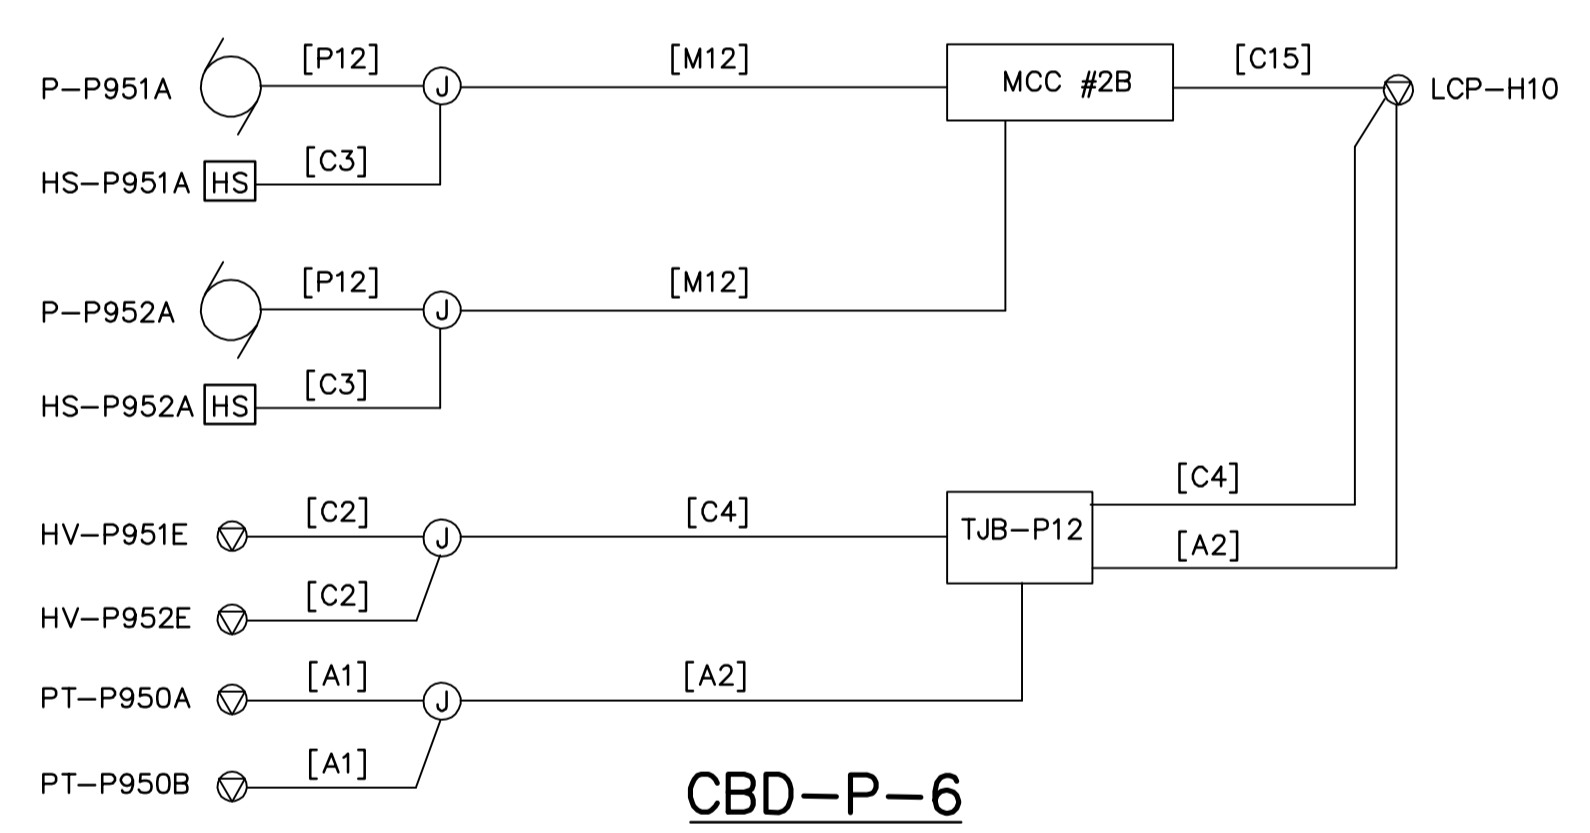 [P12] [M12] [C15]
P-P951A J MCC #2B LCP-H10
[C3]
HS-P951A HS
[P12] [M12]
P-P952A J
[C3]
HS-P952A HS
[C4]
[C2] [C4]
HV-P951E J TJB-P12
[A2]
[C2]
HV-P952E
[A1] [A2]
PT-P950A J
[A1]
PT-P950B
CBD-P-6